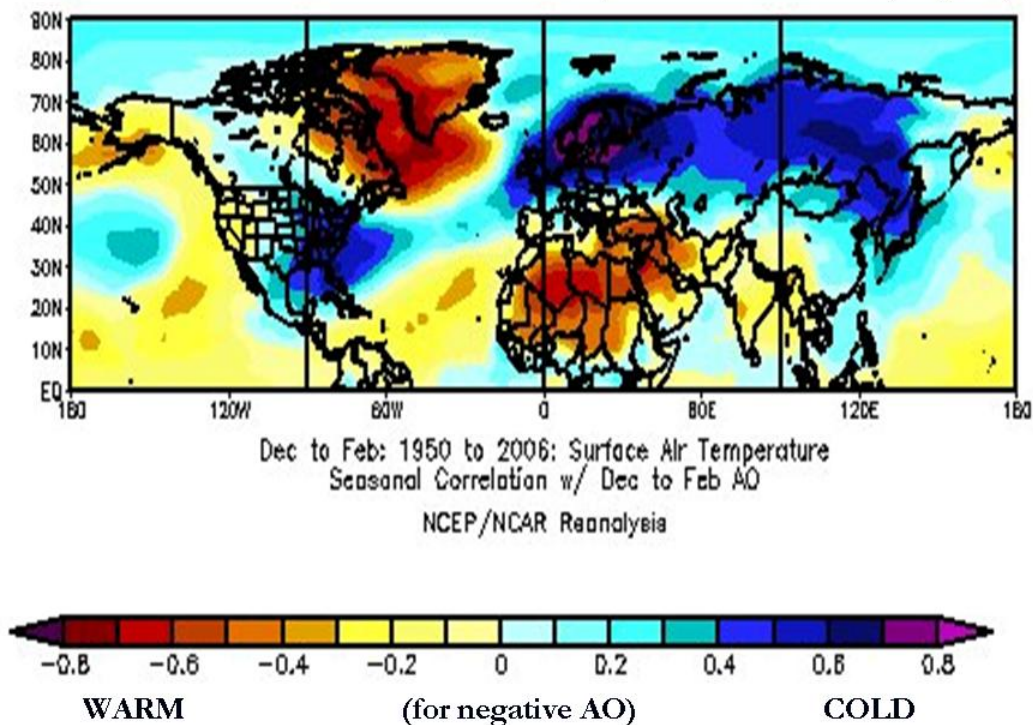 90N
80N
70N
60N
50N
40N
30N
20N
10N
EQ
180 120W 60W 0 60E 120E 180
Dec to Feb: 1950 to 2006: Surface Air Temperature
Seasonal Correlation w/ Dec to Feb AO
NCEP/NCAR Reanalysis
-0.8 -0.6 -0.4 -0.2 0 0.2 0.4 0.6 0.8
WARM (for negative AO) COLD